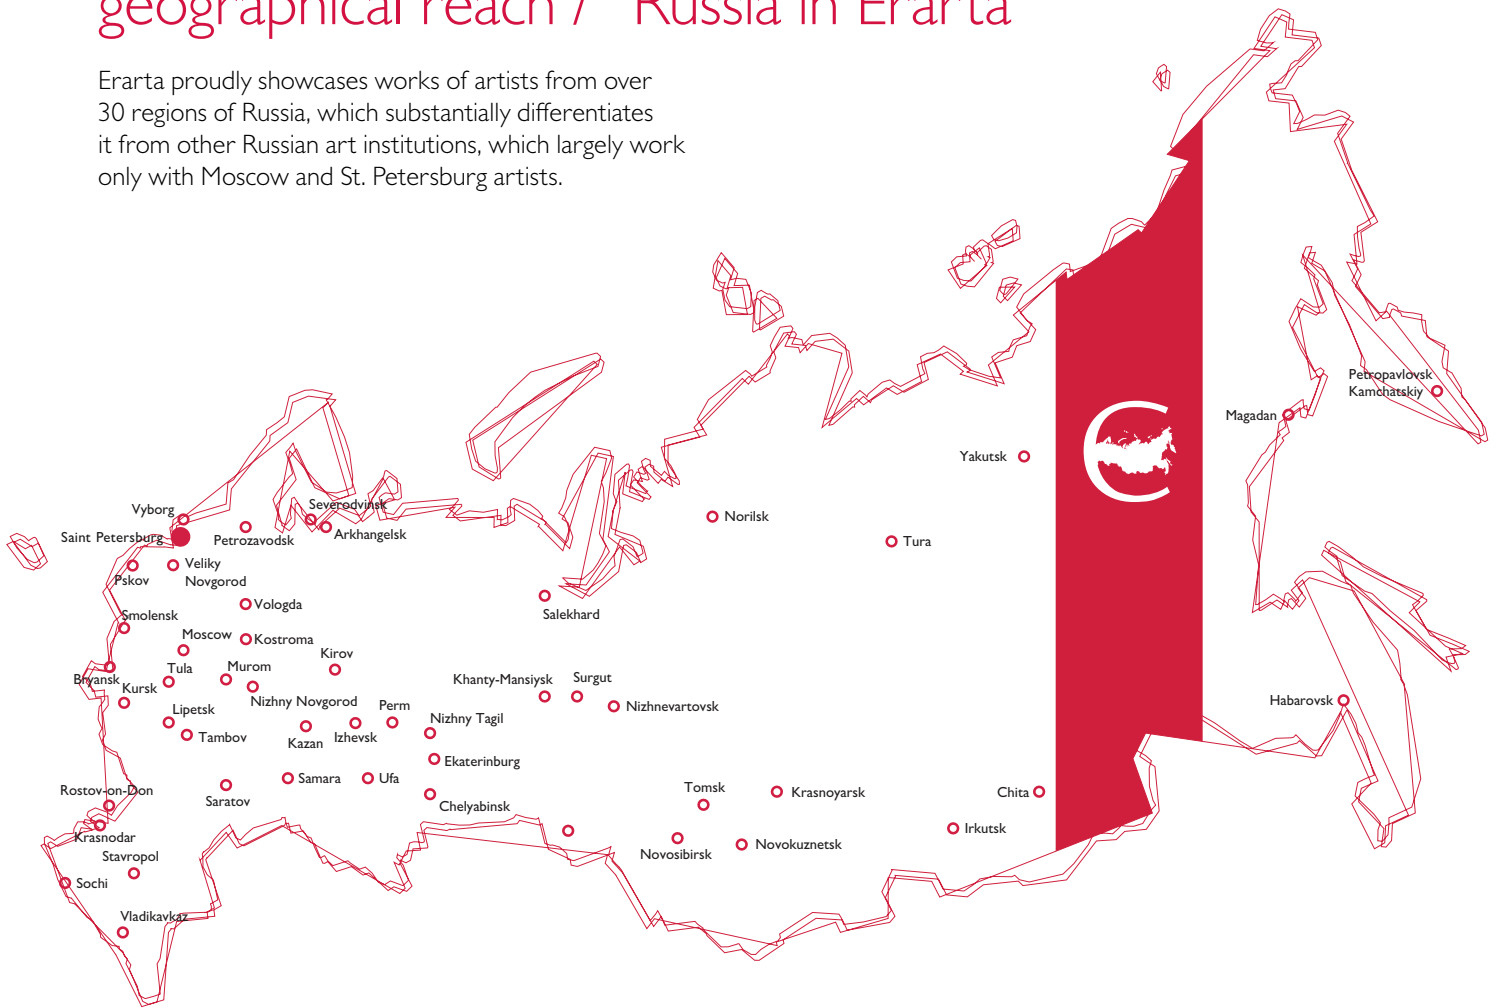 geographical reach / Russia in Erarta
Erarta proudly showcases works of artists from over
30 regions of Russia, which substantially differentiates
it from other Russian art institutions, which largely work
only with Moscow and St. Petersburg artists.
Petropavlovsk
Kamchatskiy
Magadan
Yakutsk
Vyborg
Severodvinsk
Norilsk
Saint Petersburg
Petrozavodsk
Arkhangelsk
Tura
Pskov
Veliky
Novgorod
Vologda
Salekhard
Smolensk
Moscow
Kostroma
Kirov
Bryansk
Tula
Murom
Khanty-Mansiysk
Surgut
Kursk
Nizhny Novgorod
Perm
Nizhnevartovsk
Habarovsk
Lipetsk
Nizhny Tagil
Tambov
Kazan
Izhevsk
Ekaterinburg
Rostov-on-Don
Saratov
Samara
Ufa
Chelyabinsk
Tomsk
Krasnoyarsk
Chita
Krasnodar
Irkutsk
Stavropol
Novosibirsk
Novokuznetsk
Sochi
Vladikavkaz